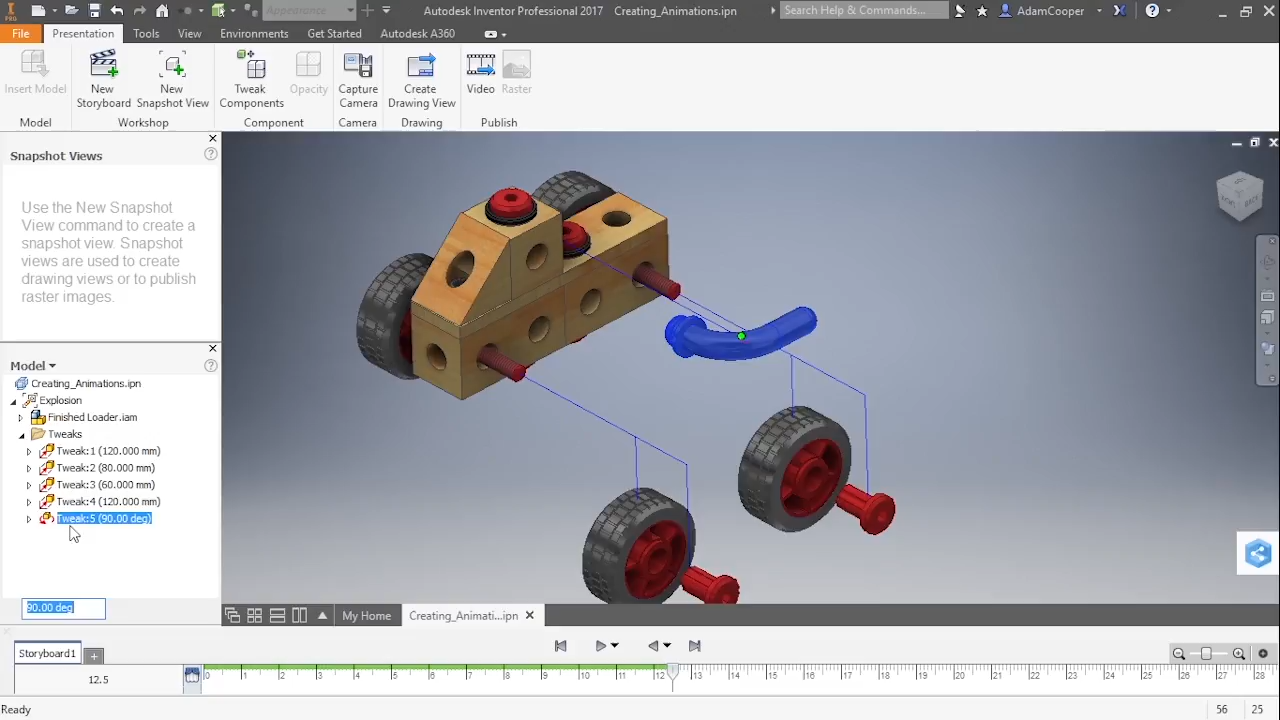 PRO
Appearance
Autodesk Inventor Professional 2017 Creating_Animations.ipn
Search Help & Commands...
AdamCooper
File Presentation Tools View Environments Get Started Autodesk A360
Insert Model
New Storyboard
New Snapshot View
Tweak Components
Opacity
Capture Camera
Create Drawing View
Video
Raster
Model Workshop Component Camera Drawing Publish
Snapshot Views
Use the New Snapshot
View command to create a
snapshot view. Snapshot
views are used to create
drawing views or to publish
raster images.
Model
Creating_Animations.ipn
Explosion
Finished Loader.iam
Tweaks
Tweak:1 (120.000 mm)
Tweak:2 (80.000 mm)
Tweak:3 (60.000 mm)
Tweak:4 (120.000 mm)
Tweak:5 (90.00 deg)
90.00 deg
My Home
Creating_Animati...ipn
Storyboard1
12.5
0 1 2 3 4 5 6 7 8 9 10 11 12 13 14 15 16 17 18 19 20 21 22 23 24 25 26 27 28
Ready
56 25